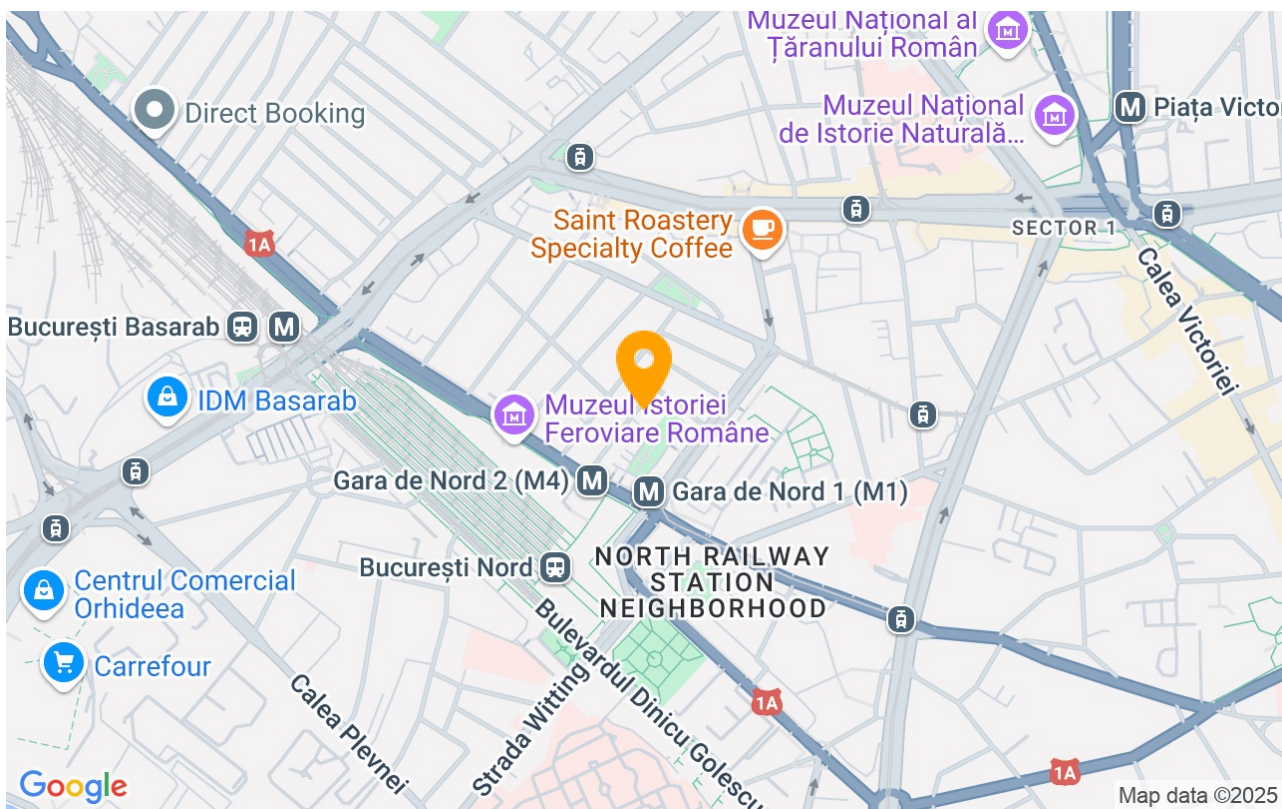 Muzeul Național al
Țăranului Român
Direct Booking
Muzeul Național
de Istorie Naturală...
M
Piața Victor
Saint Roastery
Specialty Coffee
SECTOR 1
1A
Calea Victoriei
București Basarab
M
IDM Basarab
Muzeul Istoriei
Feroviare Române
Gara de Nord 2 (M4)
M
M
Gara de Nord 1 (M1)
București Nord
NORTH RAILWAY
STATION
NEIGHBORHOOD
Centrul Comercial
Orhideea
Carrefour
Bulevardul Dinicu Golescu
Strada Witting
Calea Plevnei
1A
1A
Google
Map data ©2025